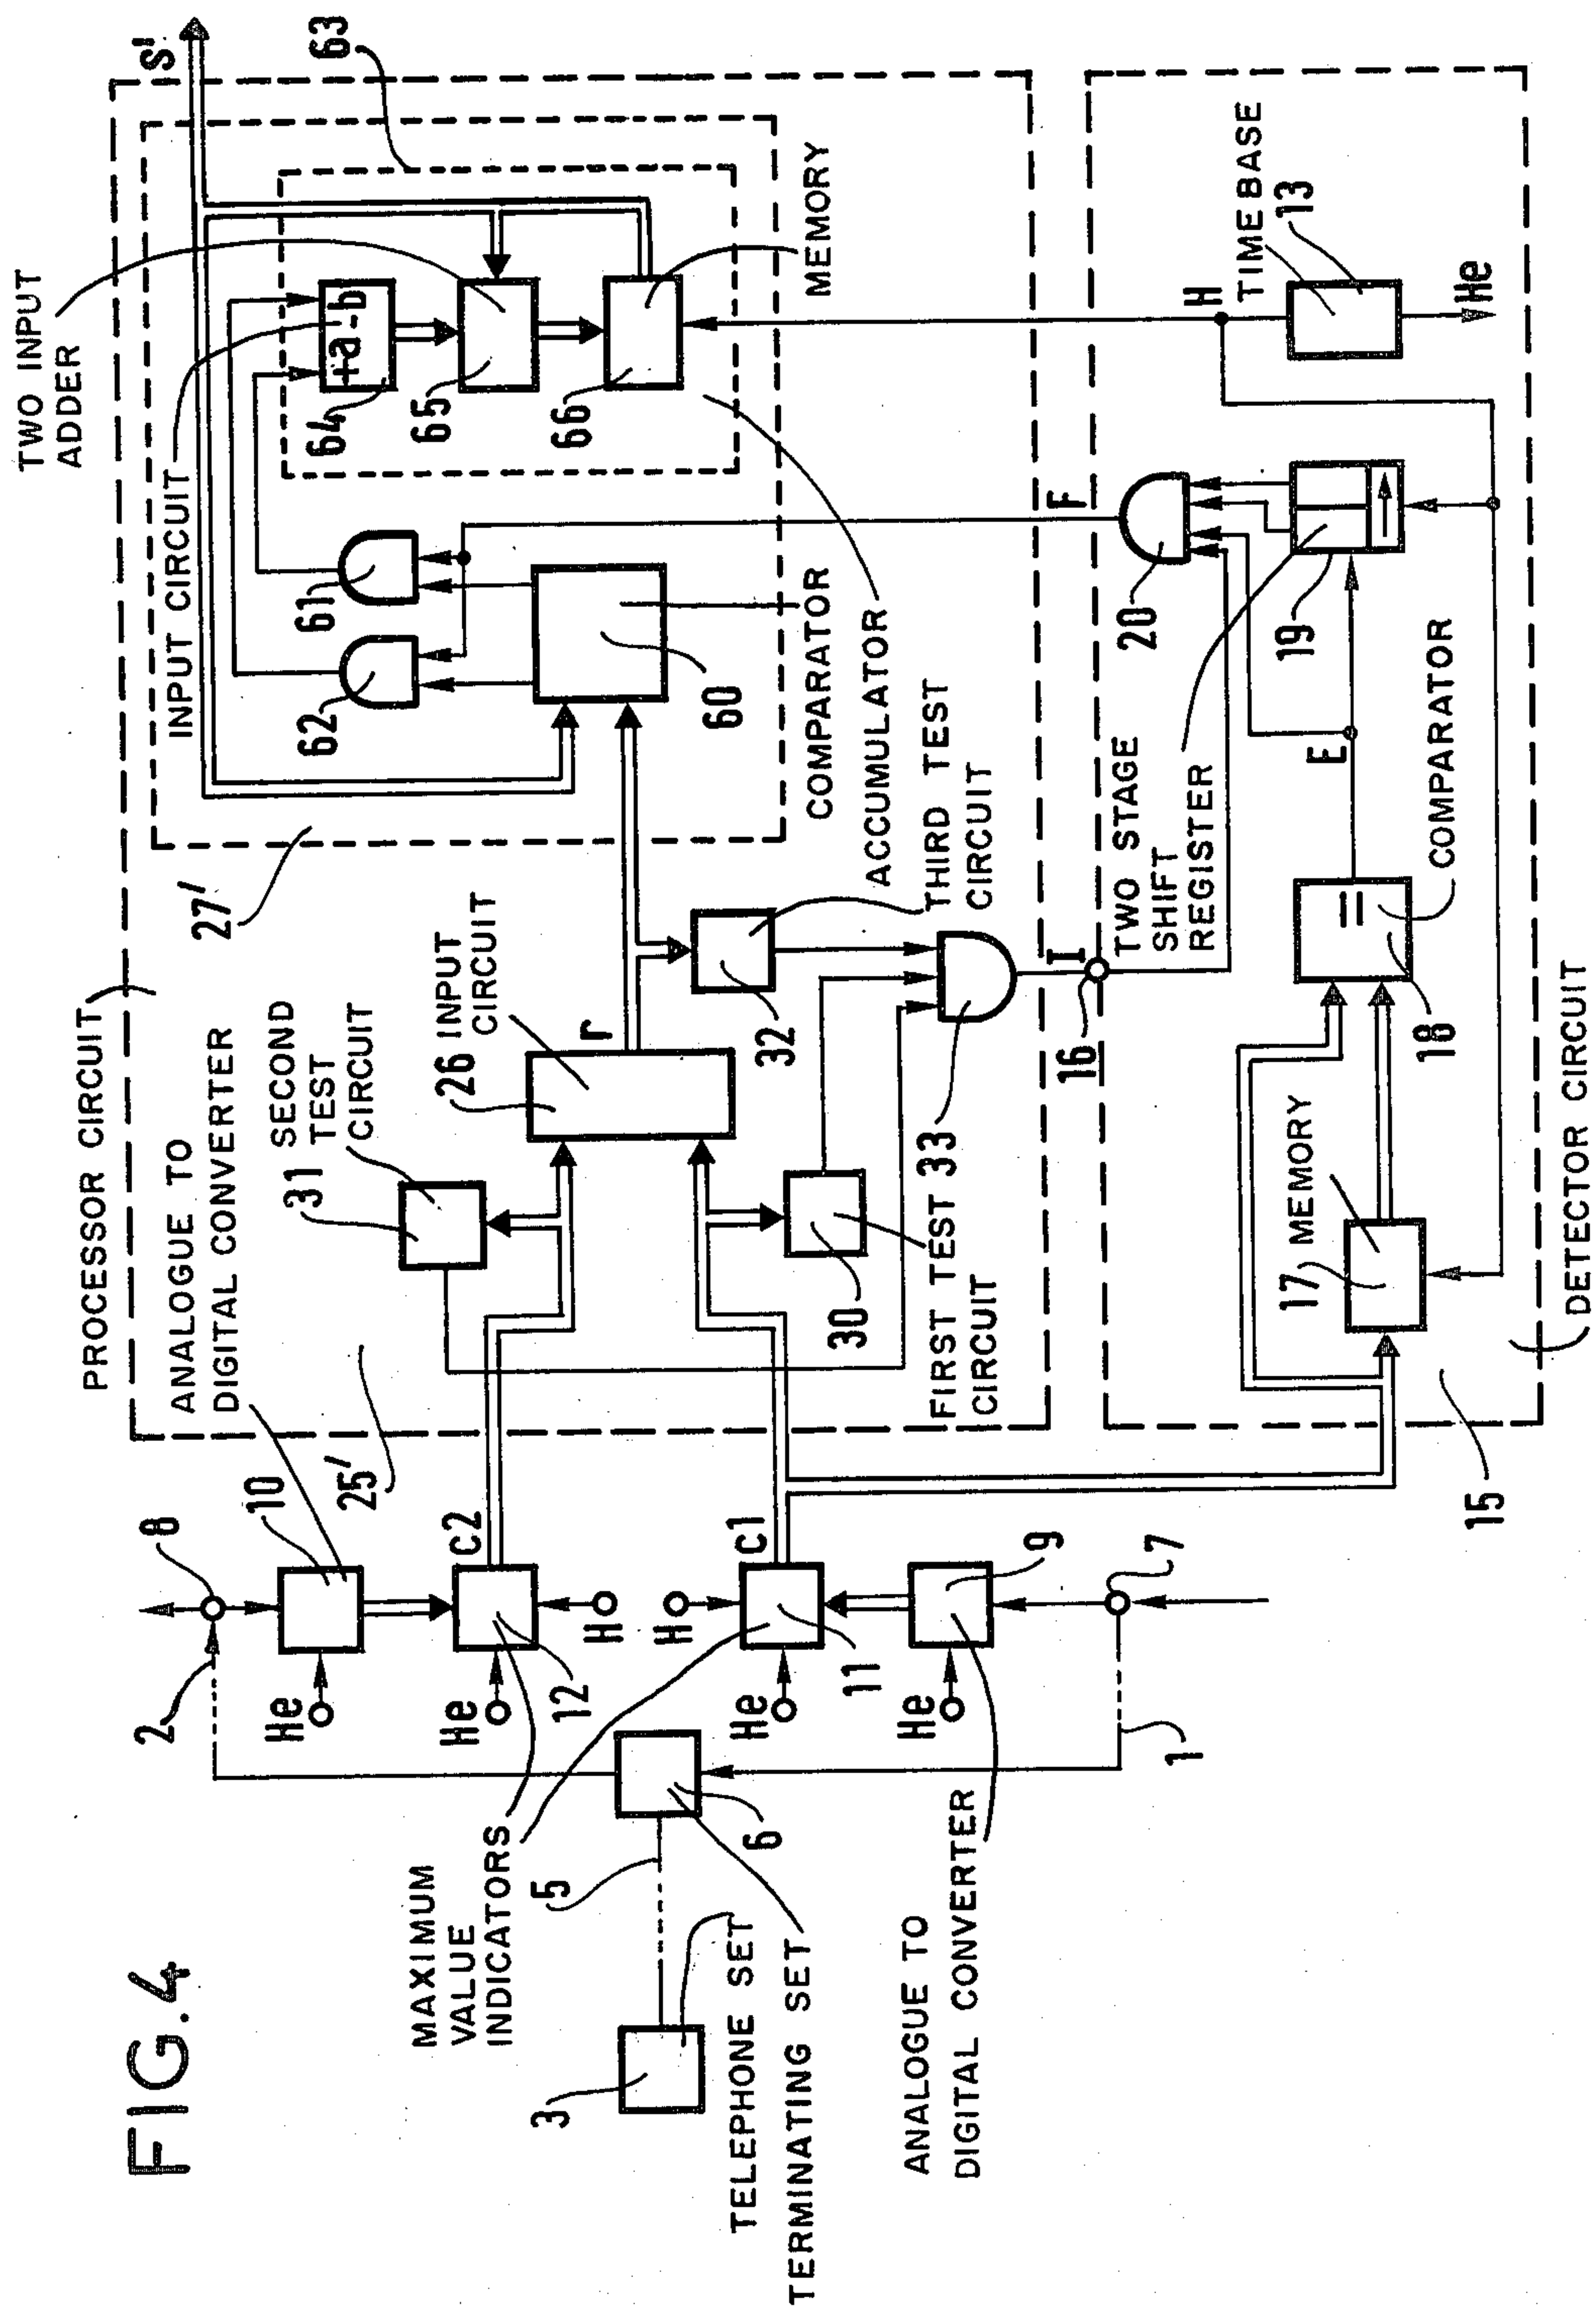 FIG.4
TWO INPUT
ADDER
INPUT CIRCUIT
S'
63
PROCESSOR CIRCUIT
27'
62
61
64
+a -b
65
66
MEMORY
ANALOGUE TO
DIGITAL CONVERTER
25'
31
SECOND
TEST
CIRCUIT
26
INPUT
CIRCUIT
r
60
COMPARATOR
ACCUMULATOR
32
THIRD TEST
CIRCUIT
30
FIRST TEST
CIRCUIT
33
2
8
10
He
He
12
C2
H
H
C1
He
11
He
9
7
1
MAXIMUM
VALUE
INDICATORS
3
5
6
TELEPHONE SET
TERMINATING SET
ANALOGUE TO
DIGITAL CONVERTER
I
16
F
TWO STAGE
SHIFT
REGISTER
20
19
H
TIME BASE
13
He
E
=
18
COMPARATOR
17
MEMORY
15
DETECTOR CIRCUIT